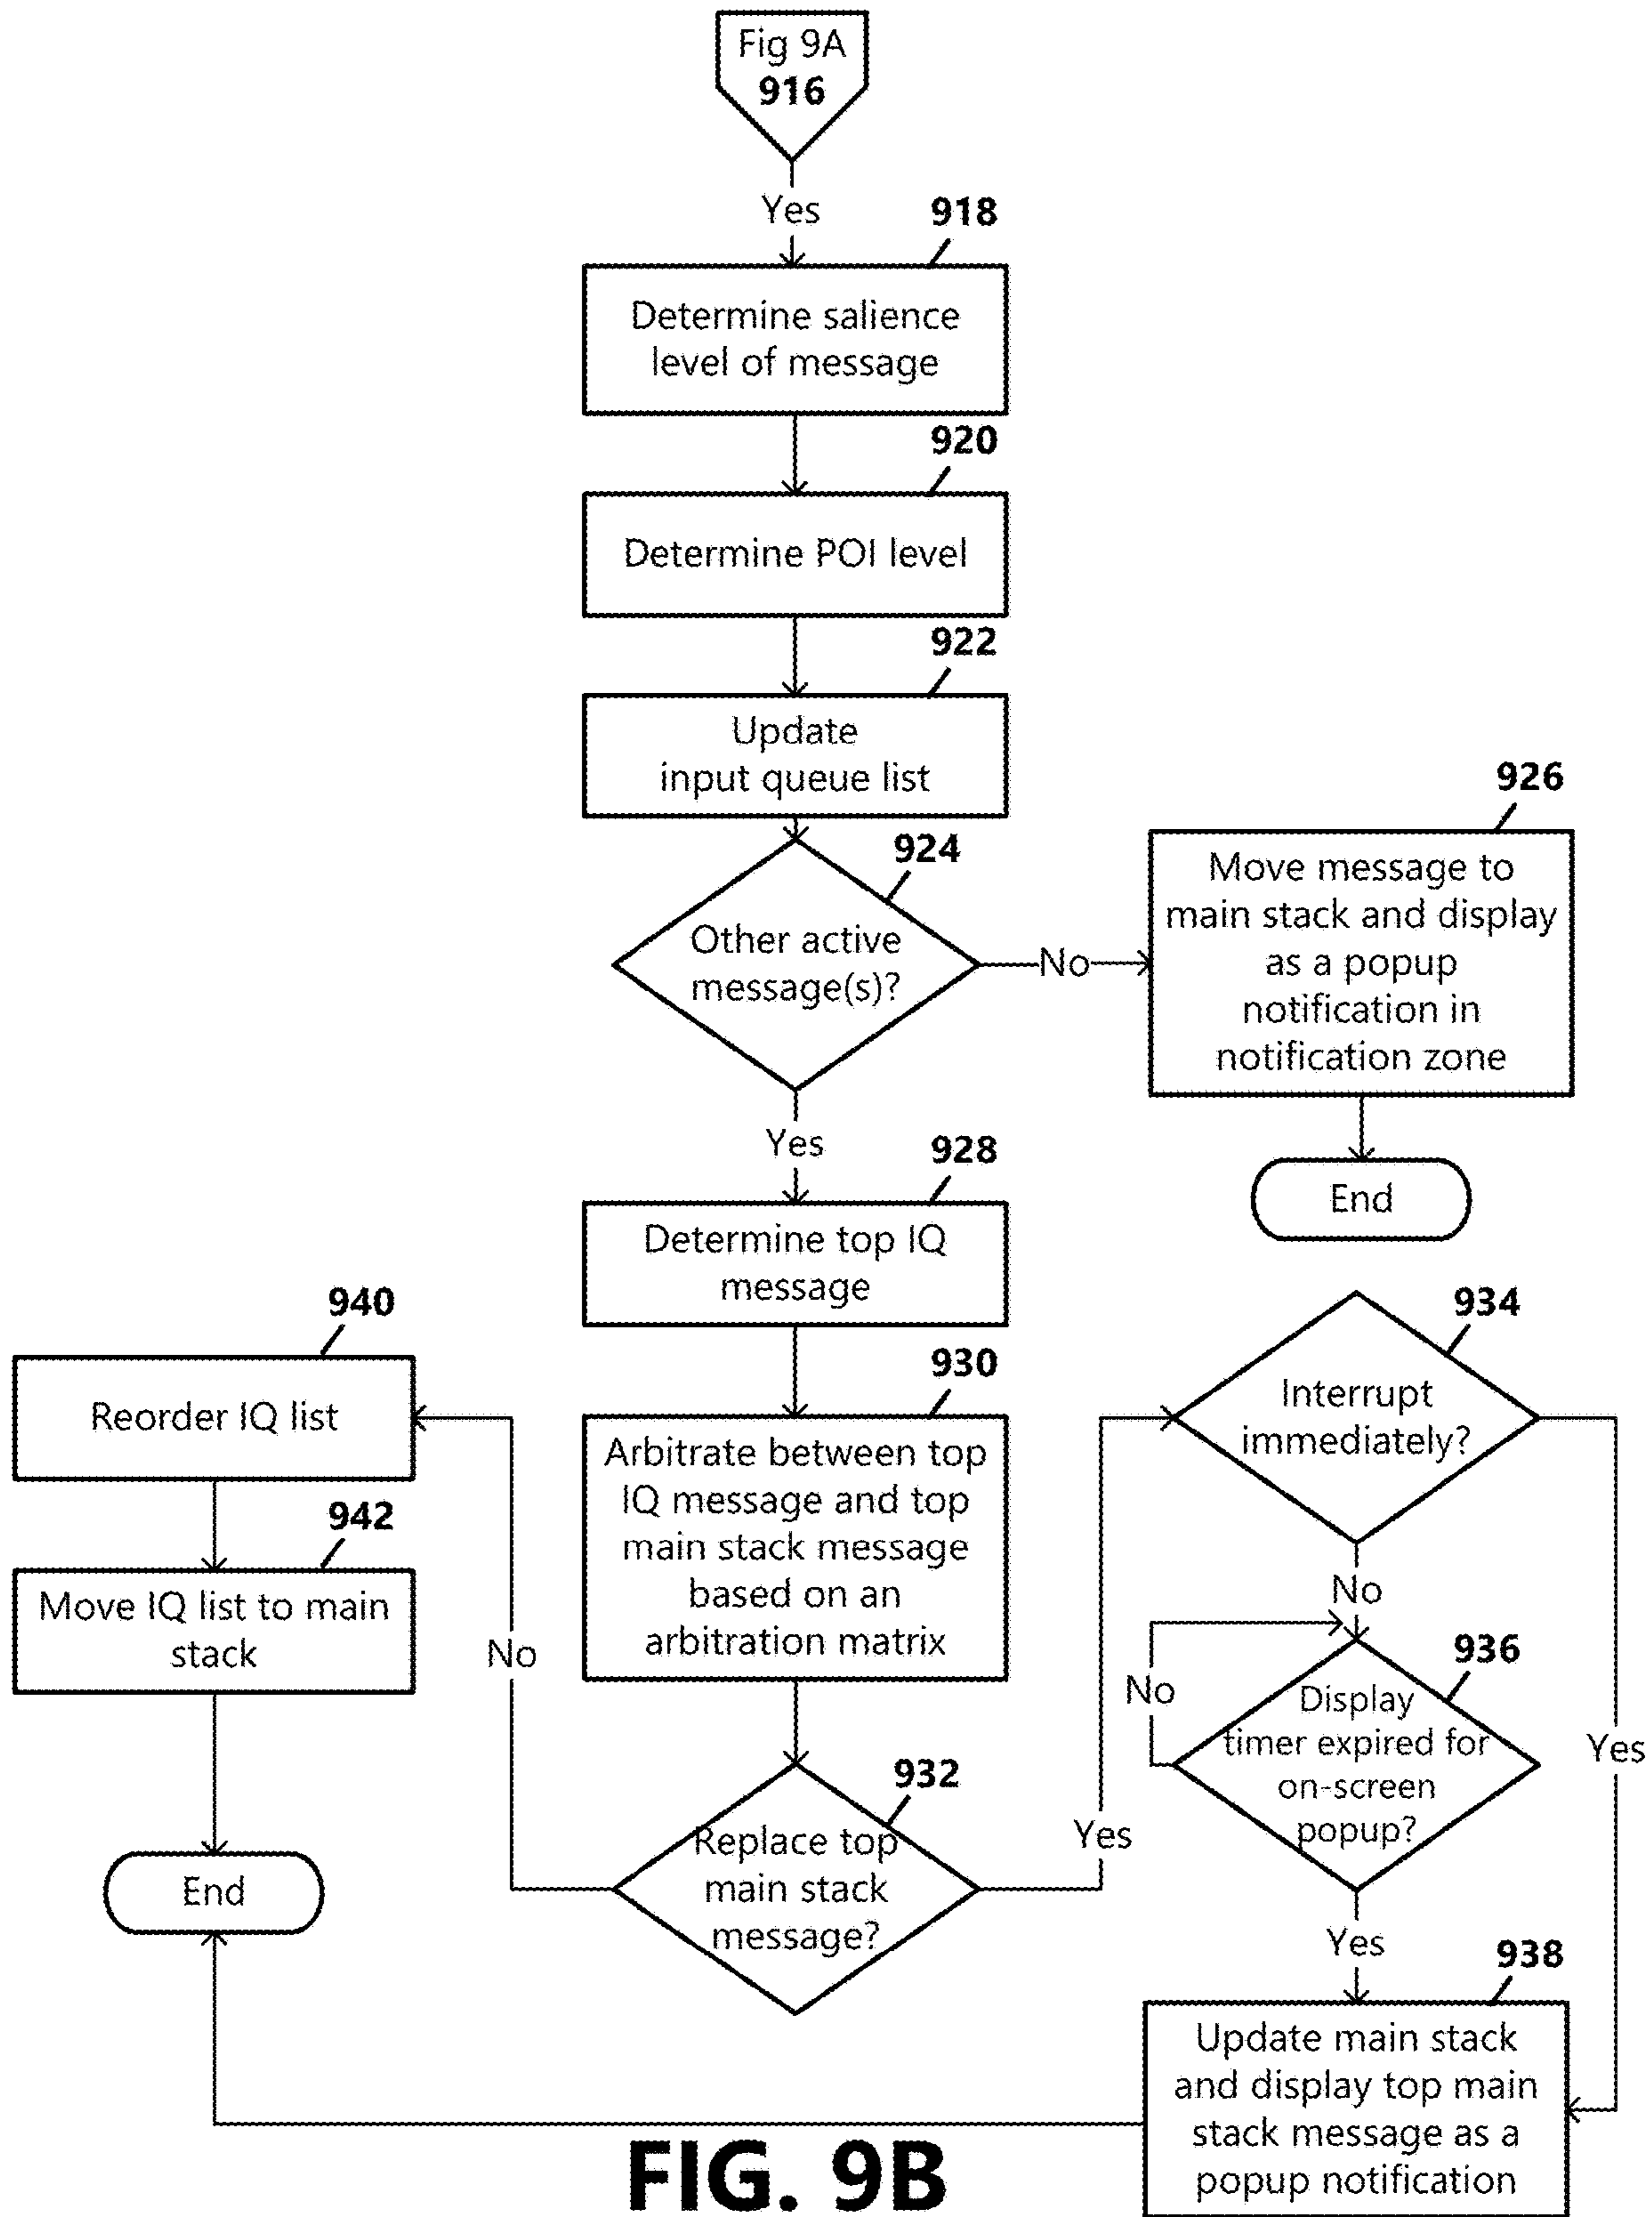 Fig 9A
916
Yes
918
Determine salience
level of message
920
Determine POI level
922
Update
input queue list
924
Other active
message(s)?
No
926
Move message to
main stack and display
as a popup
notification in
notification zone
End
Yes
928
Determine top IQ
message
930
Arbitrate between top
IQ message and top
main stack message
based on an
arbitration matrix
932
Replace top
main stack
message?
No
940
Reorder IQ list
942
Move IQ list to main
stack
End
Yes
934
Interrupt
immediately?
No
936
Display
timer expired for
on-screen
popup?
No
Yes
Yes
938
Update main stack
and display top main
stack message as a
popup notification
FIG. 9B